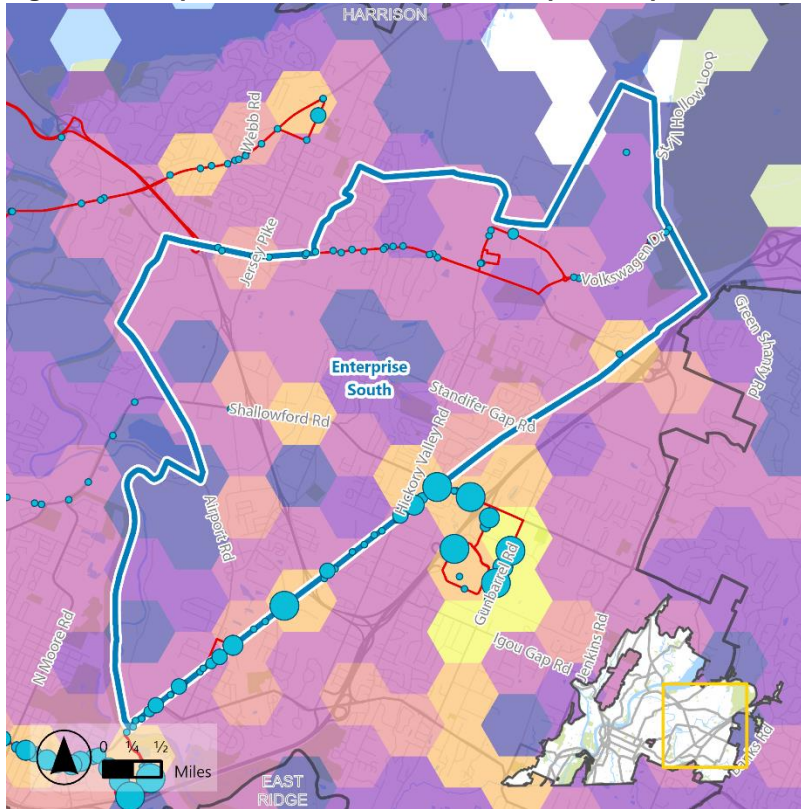 HARRISON
Webb Rd
Still Hollow Loop
Jersey Pike
Volkswagen Dr
Green Shanty Rd
Enterprise
South
Standifer Gap Rd
Shallowford Rd
Hickory Valley Rd
Airport Rd
Gunbarrel Rd
N Moore Rd
Igou Gap Rd
Jenkins Rd
0 ¼ ½
Miles
EAST
RIDGE